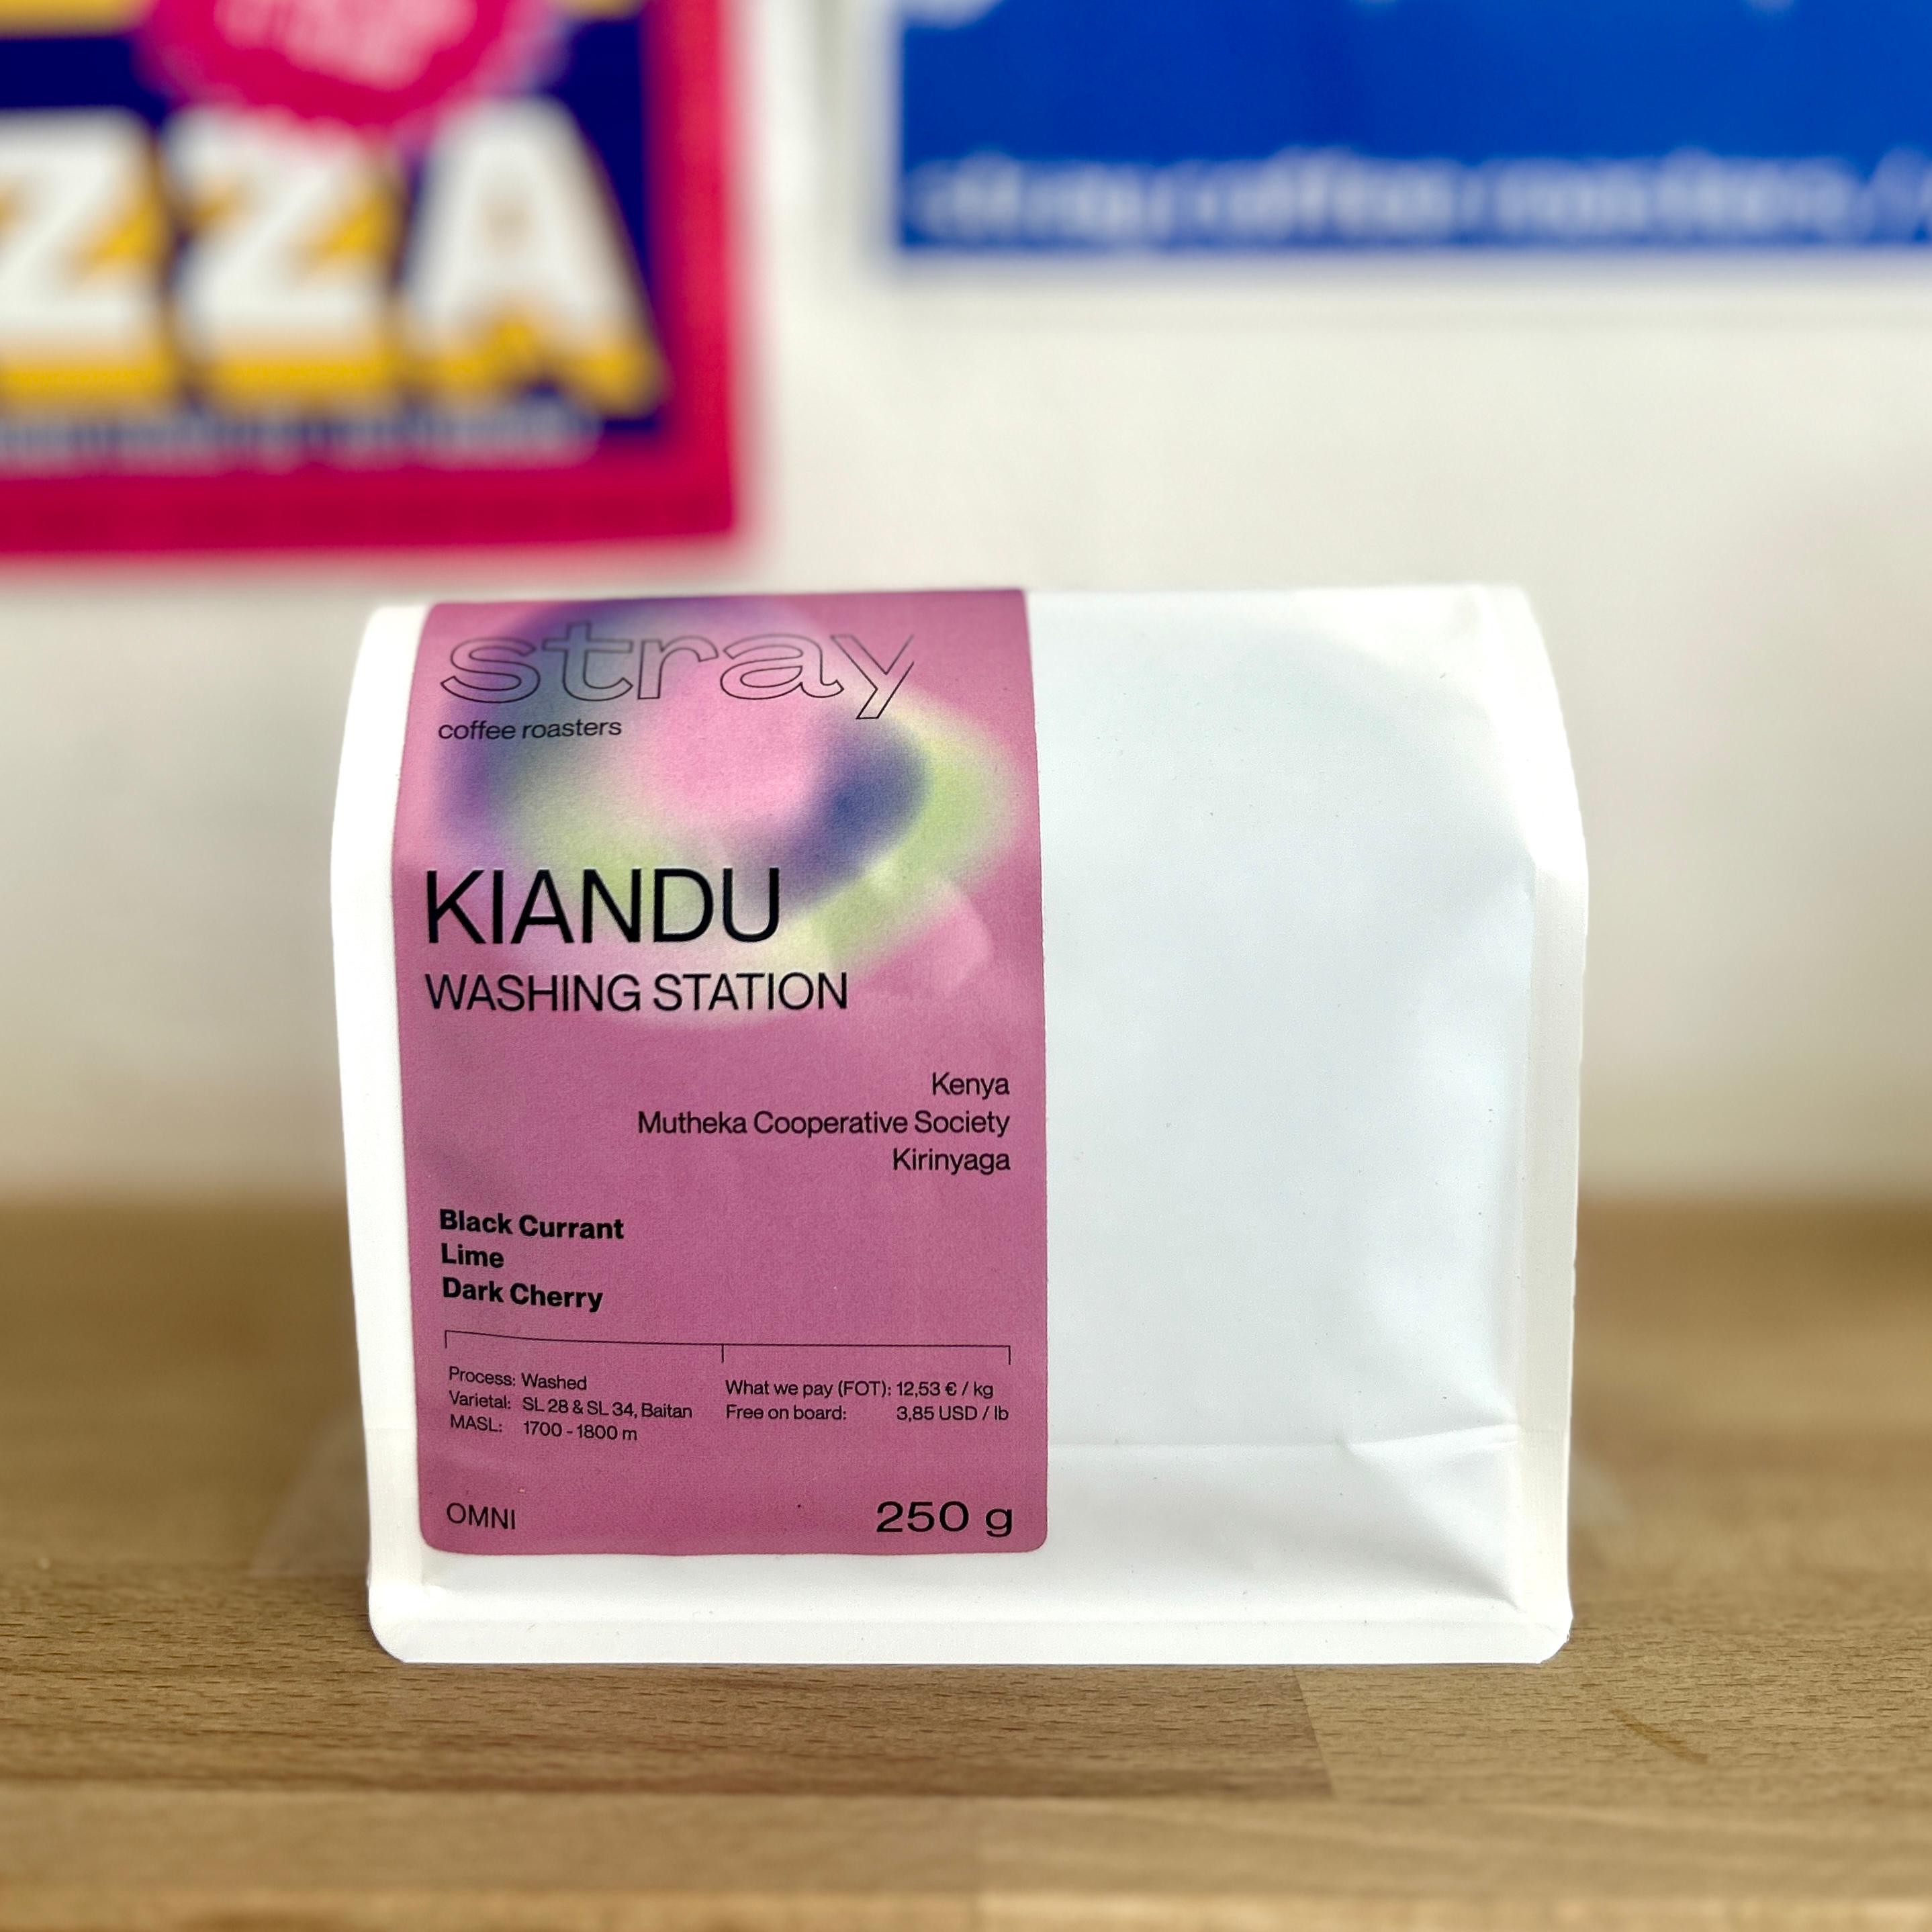 ZZA
stray
coffee roasters
KIANDU
WASHING STATION
Kenya
Mutheka Cooperative Society
Kirinyaga
Black Currant
Lime
Dark Cherry
Process: Washed
Varietal: SL 28 & SL 34, Baitan
MASL: 1700 - 1800 m
What we pay (FOT): 12,53 € / kg
Free on board: 3,85 USD / lb
OMNI
250 g